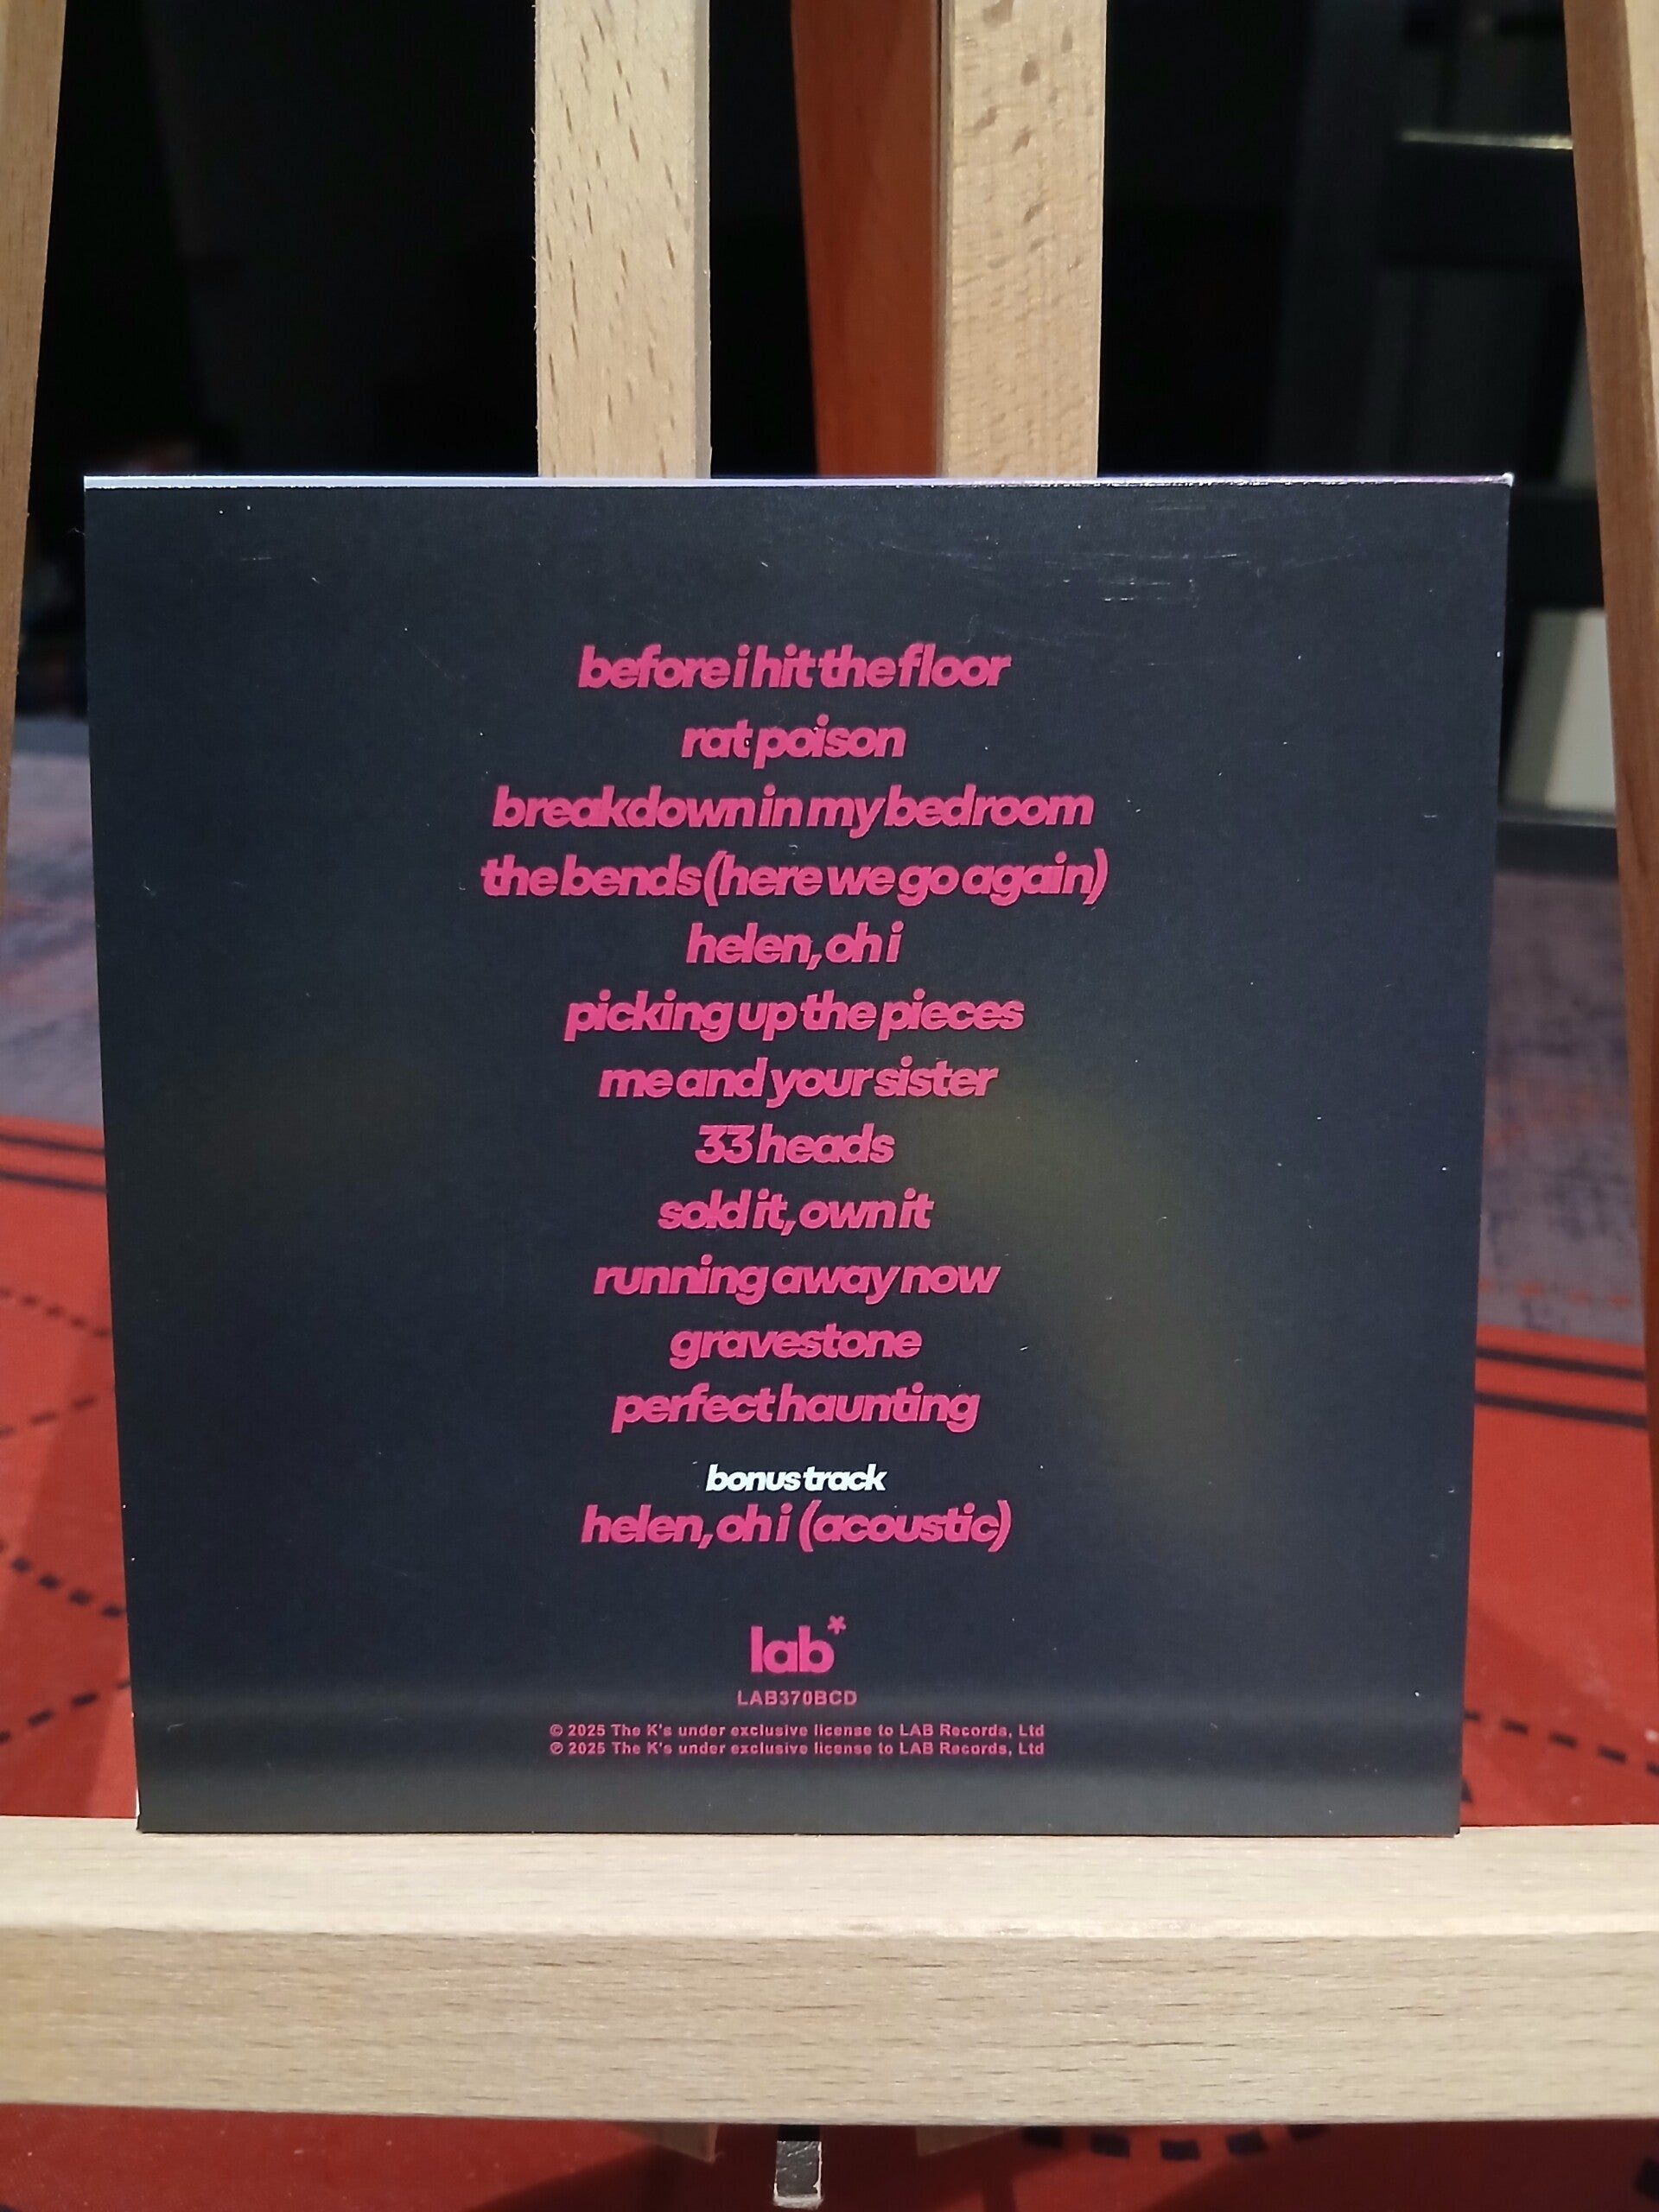 before i hit the floor
rat poison
breakdown in my bedroom
the bends (here we go again)
helen, oh i
picking up the pieces
me and your sister
33 heads
sold it, own it
running away now
gravestone
perfect haunting
bonus track
helen, oh i (acoustic)
lab*
LAB370BCD
© 2025 The K's under exclusive license to LAB Records, Ltd
℗ 2025 The K's under exclusive license to LAB Records, Ltd